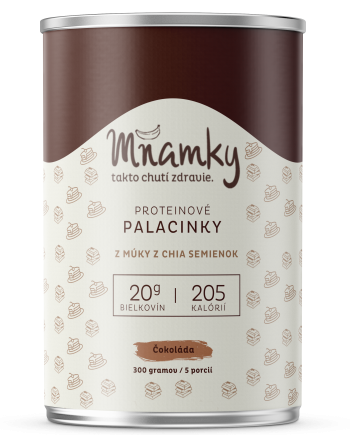 Mňamky
takto chutí zdravie.
PROTEINOVÉ
PALACINKY
Z MÚKY Z CHIA SEMIENOK
20g | 205
BIELKOVÍN KALÓRIÍ
Čokoláda
300 gramov / 5 porcií